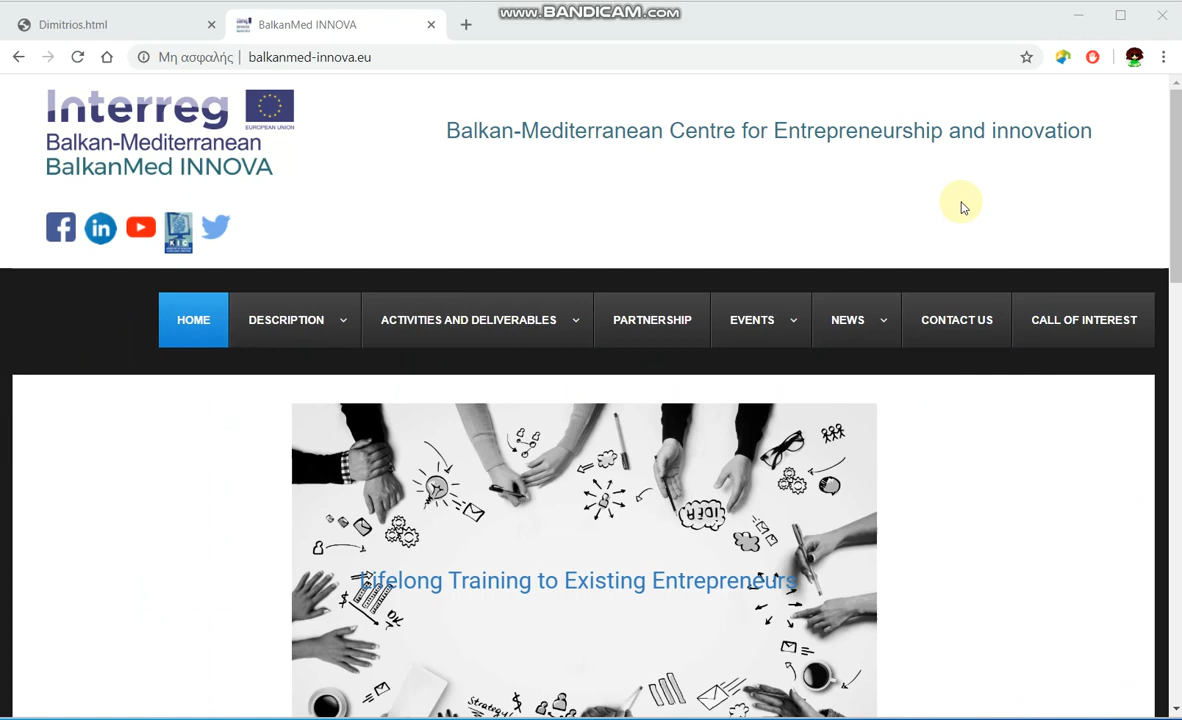 www.BANDICAM.com
Dimitrios.html
BalkanMed INNOVA
Μη ασφαλής | balkanmed-innova.eu
Interreg
EUROPEAN UNION
Balkan-Mediterranean
BalkanMed INNOVA
Balkan-Mediterranean Centre for Entrepreneurship and innovation
HOME
DESCRIPTION
ACTIVITIES AND DELIVERABLES
PARTNERSHIP
EVENTS
NEWS
CONTACT US
CALL OF INTEREST
IDEA
Lifelong Training to Existing Entrepreneurs
OK
Strategy